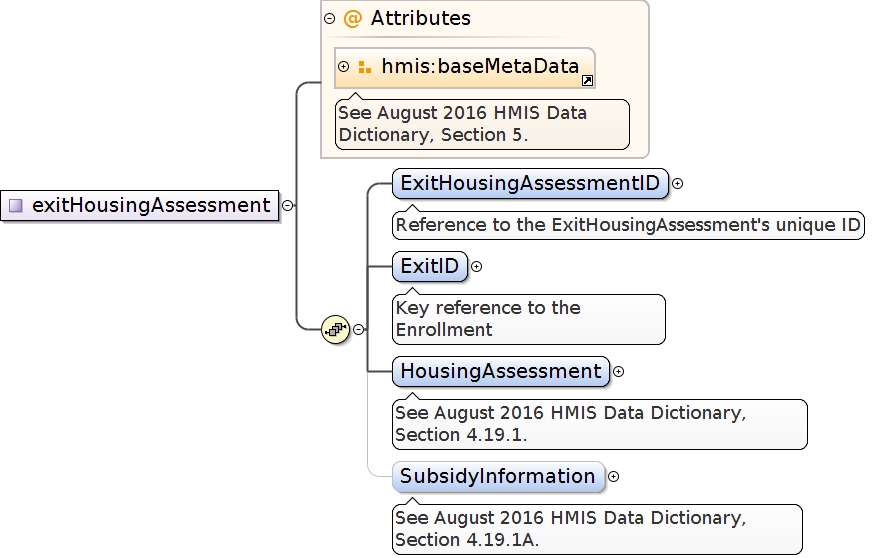 Attributes
hmis:baseMetaData
See August 2016 HMIS Data
Dictionary, Section 5.
exitHousingAssessment
ExitHousingAssessmentID
Reference to the ExitHousingAssessment's unique ID
ExitID
Key reference to the
Enrollment
HousingAssessment
See August 2016 HMIS Data Dictionary,
Section 4.19.1.
SubsidyInformation
See August 2016 HMIS Data Dictionary,
Section 4.19.1A.